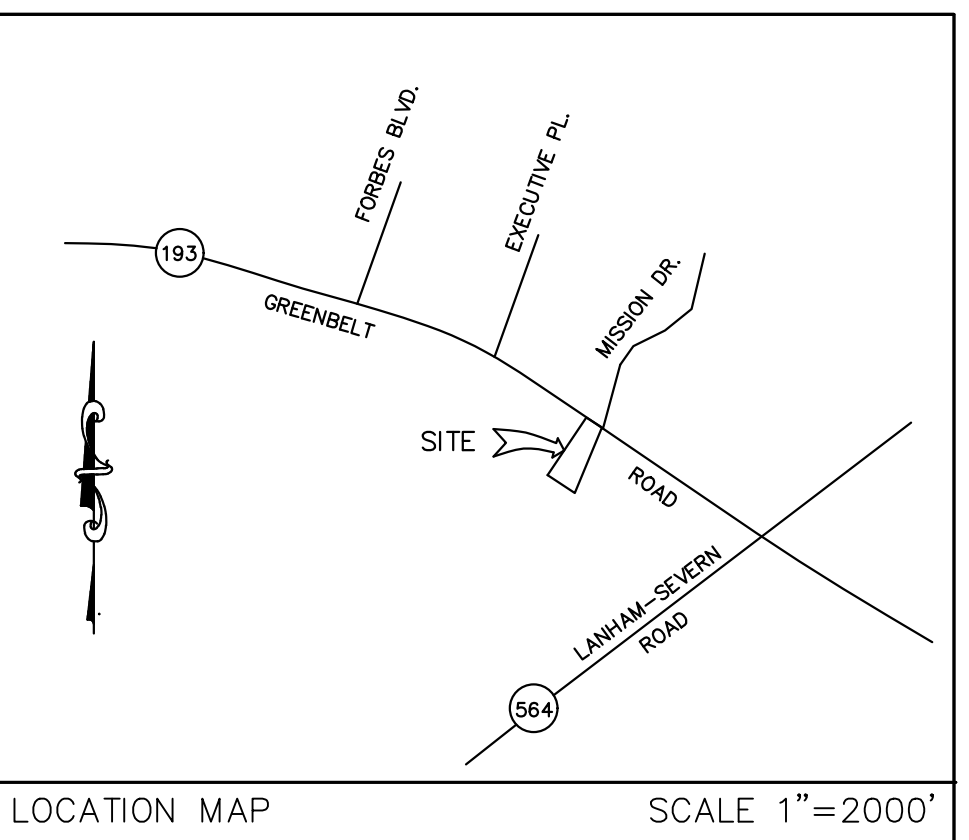 FORBES BLVD.
EXECUTIVE PL.
193
GREENBELT
MISSION DR.
SITE
ROAD
LANHAM–SEVERN
ROAD
564
LOCATION MAP
SCALE 1"=2000'